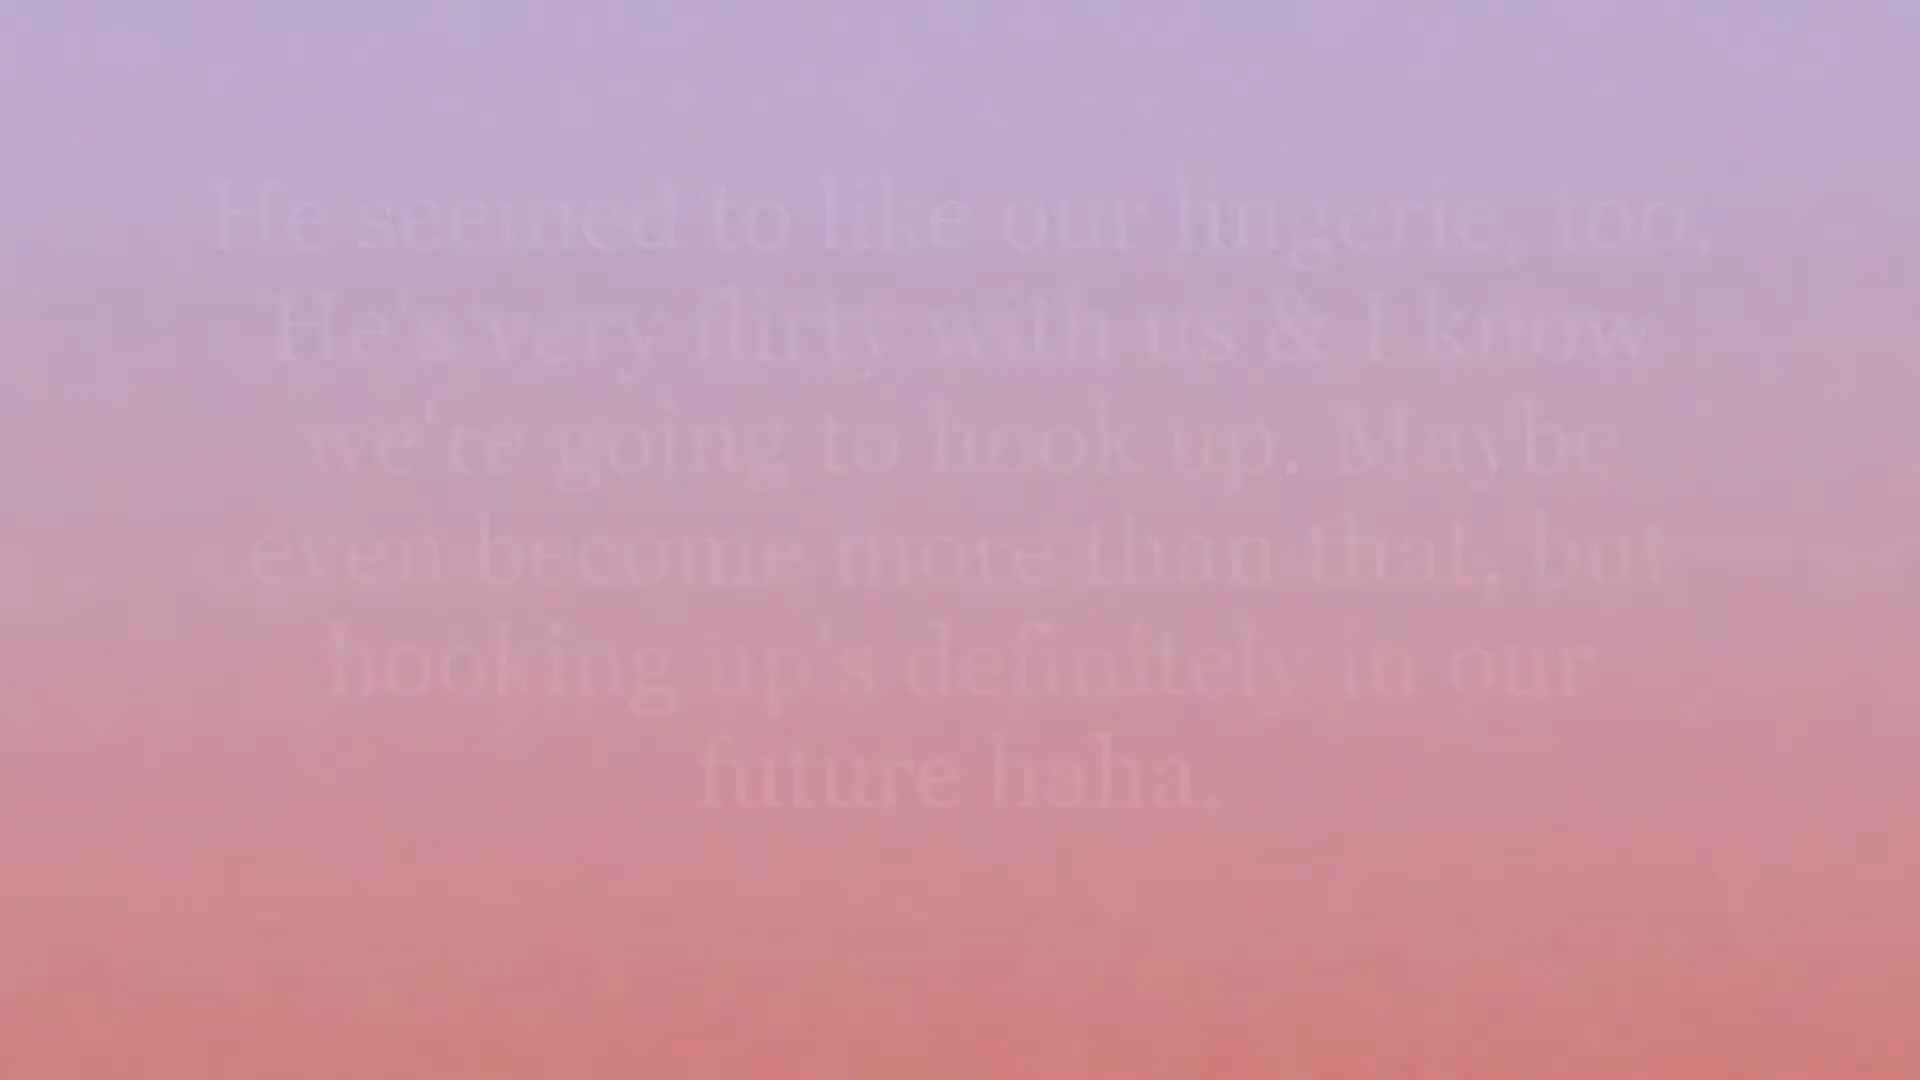 He seemed to like our lingerie, too.
He's very flirty with us & I know
we're going to hook up. Maybe
even become more than that, but
hooking up's definitely in our
future haha.